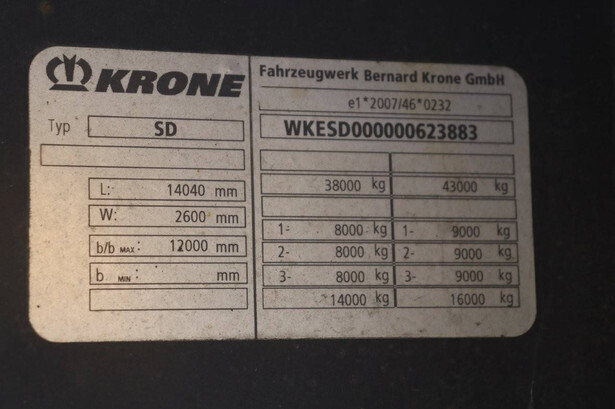 KRONE
Typ SD
L: 14040 mm
W: 2600 mm
b/b MAX: 12000 mm
b MIN: mm
Fahrzeugwerk Bernard Krone GmbH
e1*2007/46*0232
WKESD000000623883
38000 kg 43000 kg
1- 8000 kg 1- 9000 kg
2- 8000 kg 2- 9000 kg
3- 8000 kg 3- 9000 kg
14000 kg 16000 kg